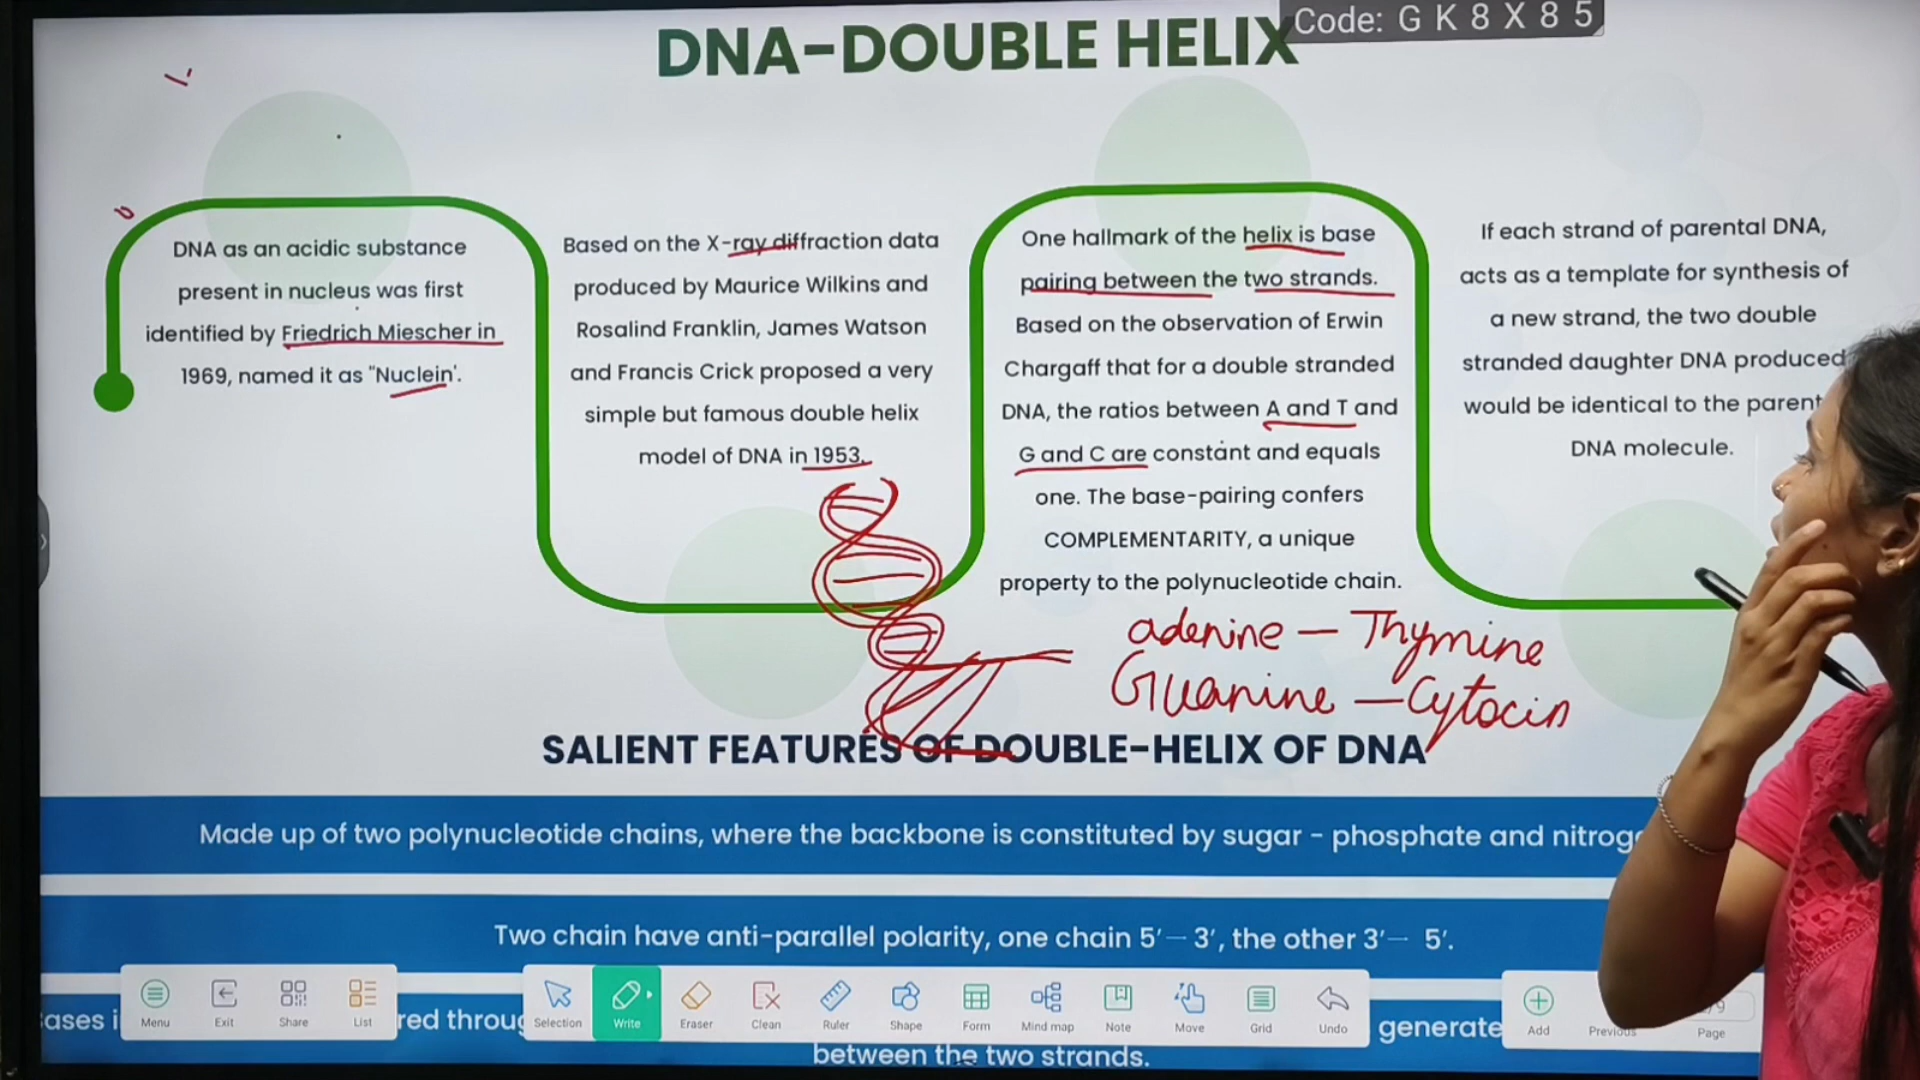 Code: G K 8 X 8 5
DNA-DOUBLE HELIX
DNA as an acidic substance
present in nucleus was first
identified by Friedrich Miescher in
1969, named it as "Nuclein'.
Based on the X-ray diffraction data
produced by Maurice Wilkins and
Rosalind Franklin, James Watson
and Francis Crick proposed a very
simple but famous double helix
model of DNA in 1953.
One hallmark of the helix is base
pairing between the two strands.
Based on the observation of Erwin
Chargaff that for a double stranded
DNA, the ratios between A and T and
G and C are constant and equals
one. The base-pairing confers
COMPLEMENTARITY, a unique
property to the polynucleotide chain.
If each strand of parental DNA,
acts as a template for synthesis of
a new strand, the two double
stranded daughter DNA produced
would be identical to the parent
DNA molecule.
adenine — Thymine
Guanine — Cytocin
SALIENT FEATURES OF DOUBLE-HELIX OF DNA
Made up of two polynucleotide chains, where the backbone is constituted by sugar - phosphate and
Two chain have anti-parallel polarity, one chain 5' — 3', the other 3' — 5'.
generate
between the two strands.
Menu Exit Share List Selection Write Eraser Clean Ruler Shape Form Mind map Note Move Grid Undo Add Previous Page